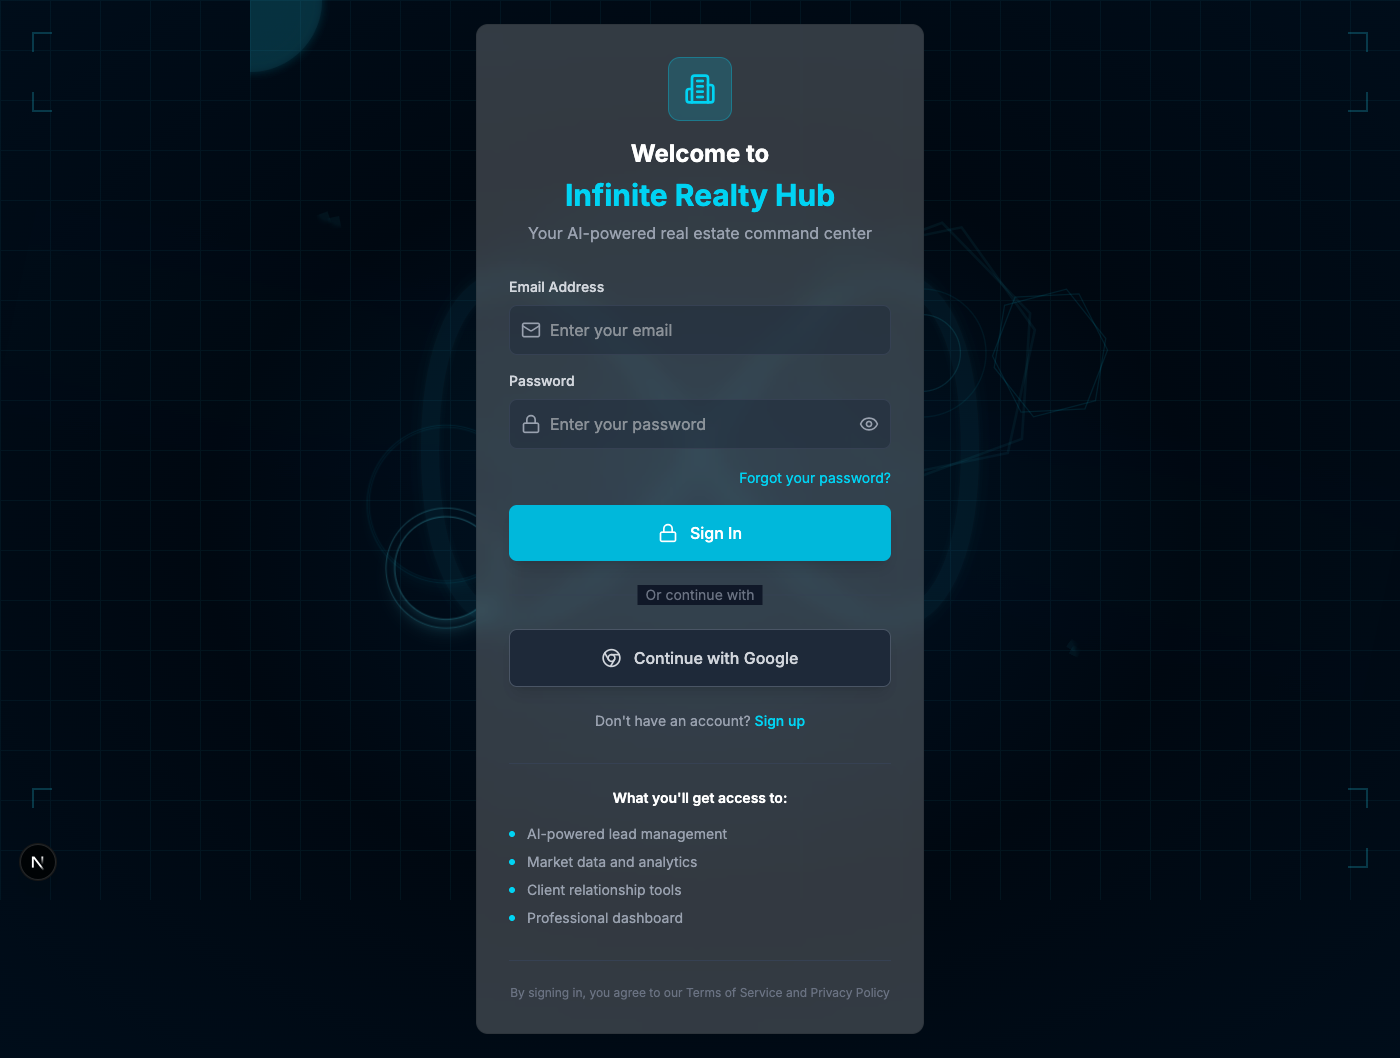 Welcome to
Infinite Realty Hub
Your AI-powered real estate command center
Email Address
Enter your email
Password
Enter your password
Forgot your password?
Sign In
Or continue with
Continue with Google
Don't have an account? Sign up
What you'll get access to:
AI-powered lead management
Market data and analytics
Client relationship tools
Professional dashboard
N
By signing in, you agree to our Terms of Service and Privacy Policy